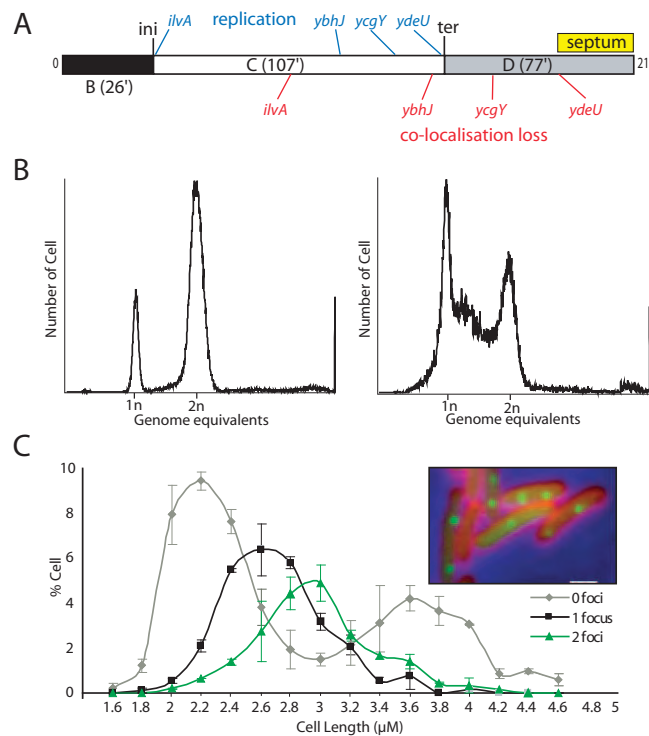 A
ini
ilvA
replication
ybhJ
ycgY
ydeU
ter
septum
0
B (26')
C (107')
D (77')
21
ilvA
ybhJ
ycgY
ydeU
co-localisation loss
B
Number of Cell
1n
2n
Genome equivalents
Number of Cell
1n
2n
Genome equivalents
C
10
8
6
4
2
0
% Cell
0 foci
1 focus
2 foci
1.6 1.8 2 2.2 2.4 2.6 2.8 3 3.2 3.4 3.6 3.8 4 4.2 4.4 4.6 4.8 5
Cell Length (µM)